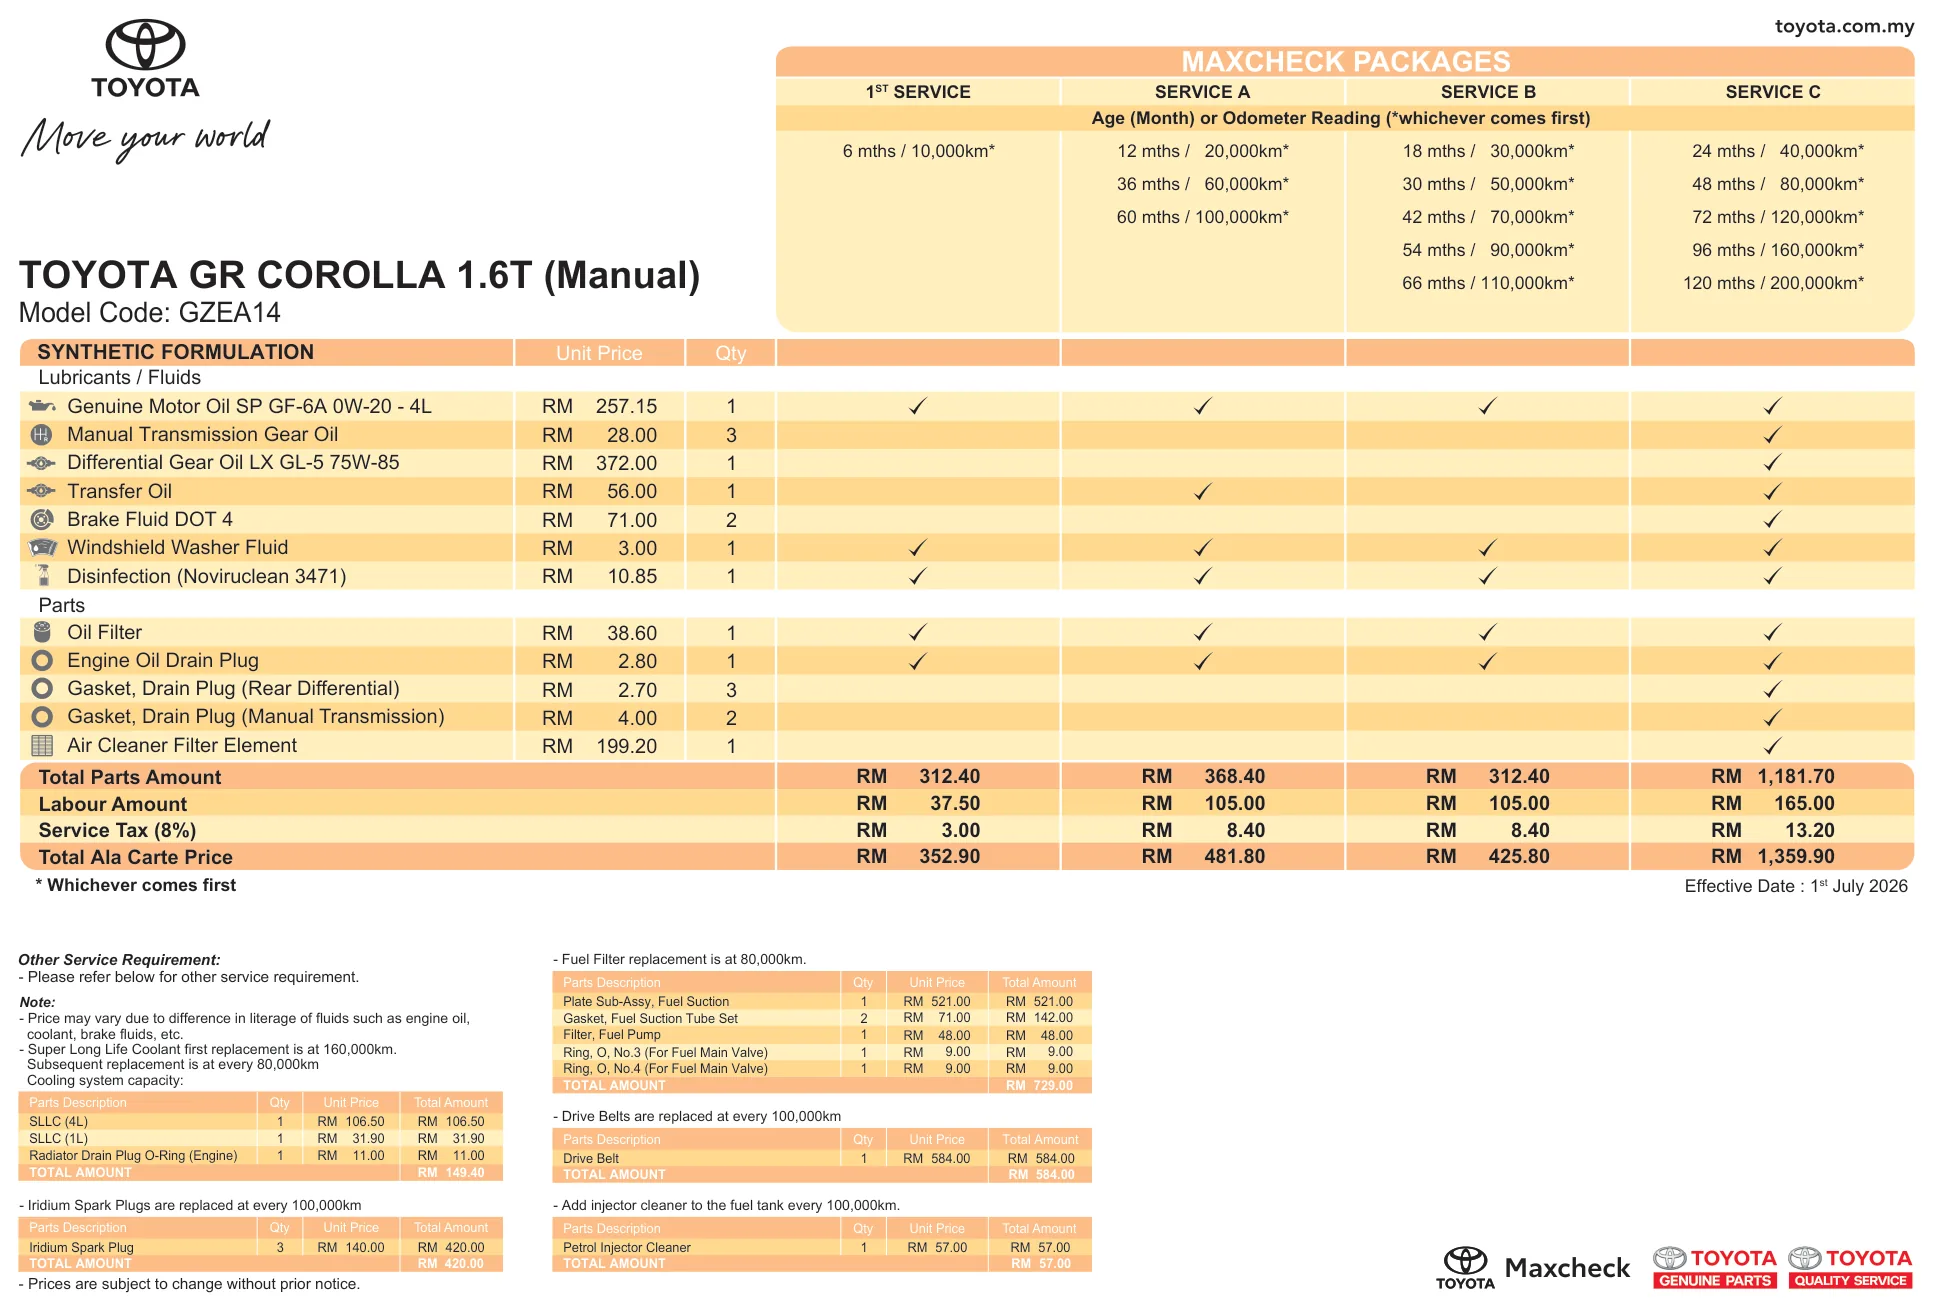 toyota.com.my
TOYOTA
Move your world
MAXCHECK PACKAGES
1ST SERVICE SERVICE A SERVICE B SERVICE C
Age (Month) or Odometer Reading (*whichever comes first)
6 mths / 10,000km* 12 mths / 20,000km* 18 mths / 30,000km* 24 mths / 40,000km*
36 mths / 60,000km* 30 mths / 50,000km* 48 mths / 80,000km*
60 mths / 100,000km* 42 mths / 70,000km* 72 mths / 120,000km*
54 mths / 90,000km* 96 mths / 160,000km*
66 mths / 110,000km* 120 mths / 200,000km*
TOYOTA GR COROLLA 1.6T (Manual)
Model Code: GZEA14
SYNTHETIC FORMULATION Unit Price Qty
Lubricants / Fluids
Genuine Motor Oil SP GF-6A 0W-20 - 4L RM 257.15 1 ✓ ✓ ✓ ✓
Manual Transmission Gear Oil RM 28.00 3 ✓
Differential Gear Oil LX GL-5 75W-85 RM 372.00 1 ✓
Transfer Oil RM 56.00 1 ✓ ✓
Brake Fluid DOT 4 RM 71.00 2 ✓
Windshield Washer Fluid RM 3.00 1 ✓ ✓ ✓ ✓
Disinfection (Noviruclean 3471) RM 10.85 1 ✓ ✓ ✓ ✓
Parts
Oil Filter RM 38.60 1 ✓ ✓ ✓ ✓
Engine Oil Drain Plug RM 2.80 1 ✓ ✓ ✓ ✓
Gasket, Drain Plug (Rear Differential) RM 2.70 3 ✓
Gasket, Drain Plug (Manual Transmission) RM 4.00 2 ✓
Air Cleaner Filter Element RM 199.20 1 ✓
Total Parts Amount RM 312.40 RM 368.40 RM 312.40 RM 1,181.70
Labour Amount RM 37.50 RM 105.00 RM 105.00 RM 165.00
Service Tax (8%) RM 3.00 RM 8.40 RM 8.40 RM 13.20
Total Ala Carte Price RM 352.90 RM 481.80 RM 425.80 RM 1,359.90
* Whichever comes first
Effective Date : 1st July 2026
Other Service Requirement:
- Please refer below for other service requirement.
Note:
- Price may vary due to difference in literage of fluids such as engine oil,
coolant, brake fluids, etc.
- Super Long Life Coolant first replacement is at 160,000km.
Subsequent replacement is at every 80,000km
Cooling system capacity:
Parts Description Qty Unit Price Total Amount
SLLC (4L) 1 RM 106.50 RM 106.50
SLLC (1L) 1 RM 31.90 RM 31.90
Radiator Drain Plug O-Ring (Engine) 1 RM 11.00 RM 11.00
TOTAL AMOUNT RM 149.40
- Iridium Spark Plugs are replaced at every 100,000km
Parts Description Qty Unit Price Total Amount
Iridium Spark Plug 3 RM 140.00 RM 420.00
TOTAL AMOUNT RM 420.00
- Prices are subject to change without prior notice.
- Fuel Filter replacement is at 80,000km.
Parts Description Qty Unit Price Total Amount
Plate Sub-Assy, Fuel Suction 1 RM 521.00 RM 521.00
Gasket, Fuel Suction Tube Set 2 RM 71.00 RM 142.00
Filter, Fuel Pump 1 RM 48.00 RM 48.00
Ring, O, No.3 (For Fuel Main Valve) 1 RM 9.00 RM 9.00
Ring, O, No.4 (For Fuel Main Valve) 1 RM 9.00 RM 9.00
TOTAL AMOUNT RM 729.00
- Drive Belts are replaced at every 100,000km
Parts Description Qty Unit Price Total Amount
Drive Belt 1 RM 584.00 RM 584.00
TOTAL AMOUNT RM 584.00
- Add injector cleaner to the fuel tank every 100,000km.
Parts Description Qty Unit Price Total Amount
Petrol Injector Cleaner 1 RM 57.00 RM 57.00
TOTAL AMOUNT RM 57.00
TOYOTA Maxcheck
TOYOTA GENUINE PARTS
TOYOTA QUALITY SERVICE